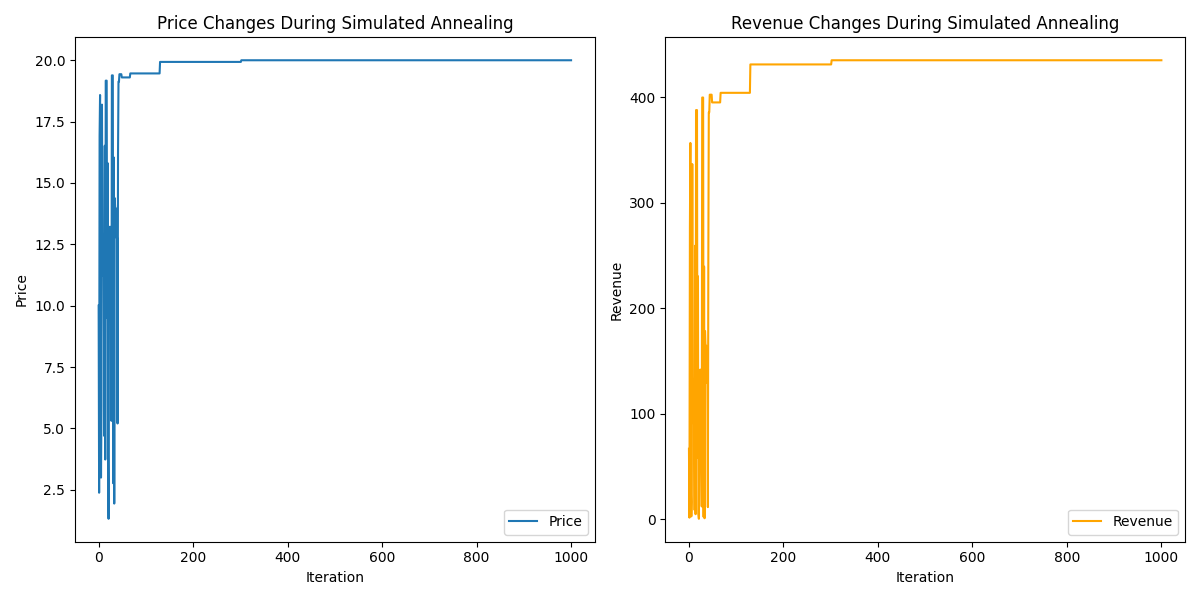 Price Changes During Simulated Annealing
20.0
17.5
15.0
12.5
10.0
7.5
5.0
2.5
Price
0 200 400 600 800 1000
Iteration
Price
Revenue Changes During Simulated Annealing
400
300
200
100
0
Revenue
0 200 400 600 800 1000
Iteration
Revenue